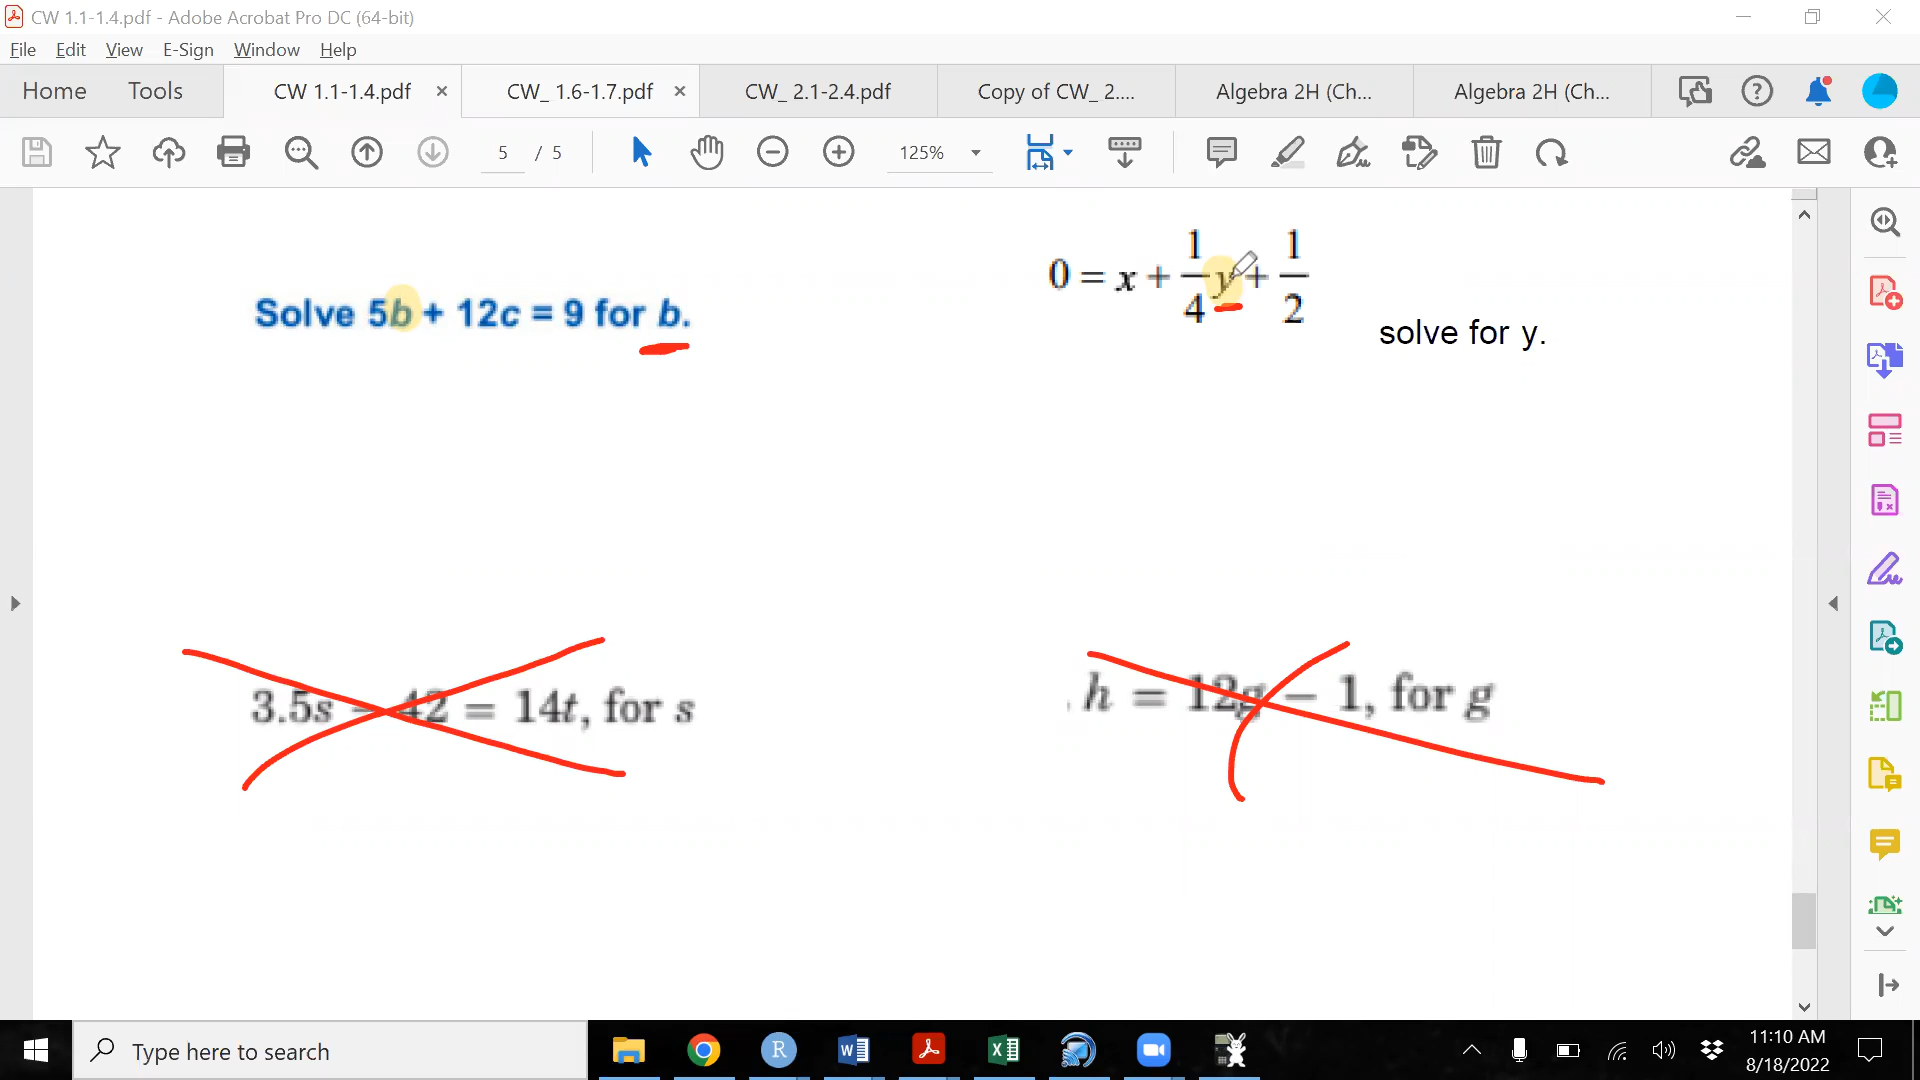 CW 1.1-1.4.pdf - Adobe Acrobat Pro DC (64-bit)
File Edit View E-Sign Window Help
Home Tools CW 1.1-1.4.pdf × CW_ 1.6-1.7.pdf × CW_ 2.1-2.4.pdf Copy of CW_ 2.... Algebra 2H (Ch... Algebra 2H (Ch...
5 / 5 125%
0 = x + 1/4 y + 1/2
Solve 5b + 12c = 9 for b.
solve for y.
3.5s − 42 = 14t, for s
h = 12g − 1, for g
Type here to search
11:10 AM
8/18/2022